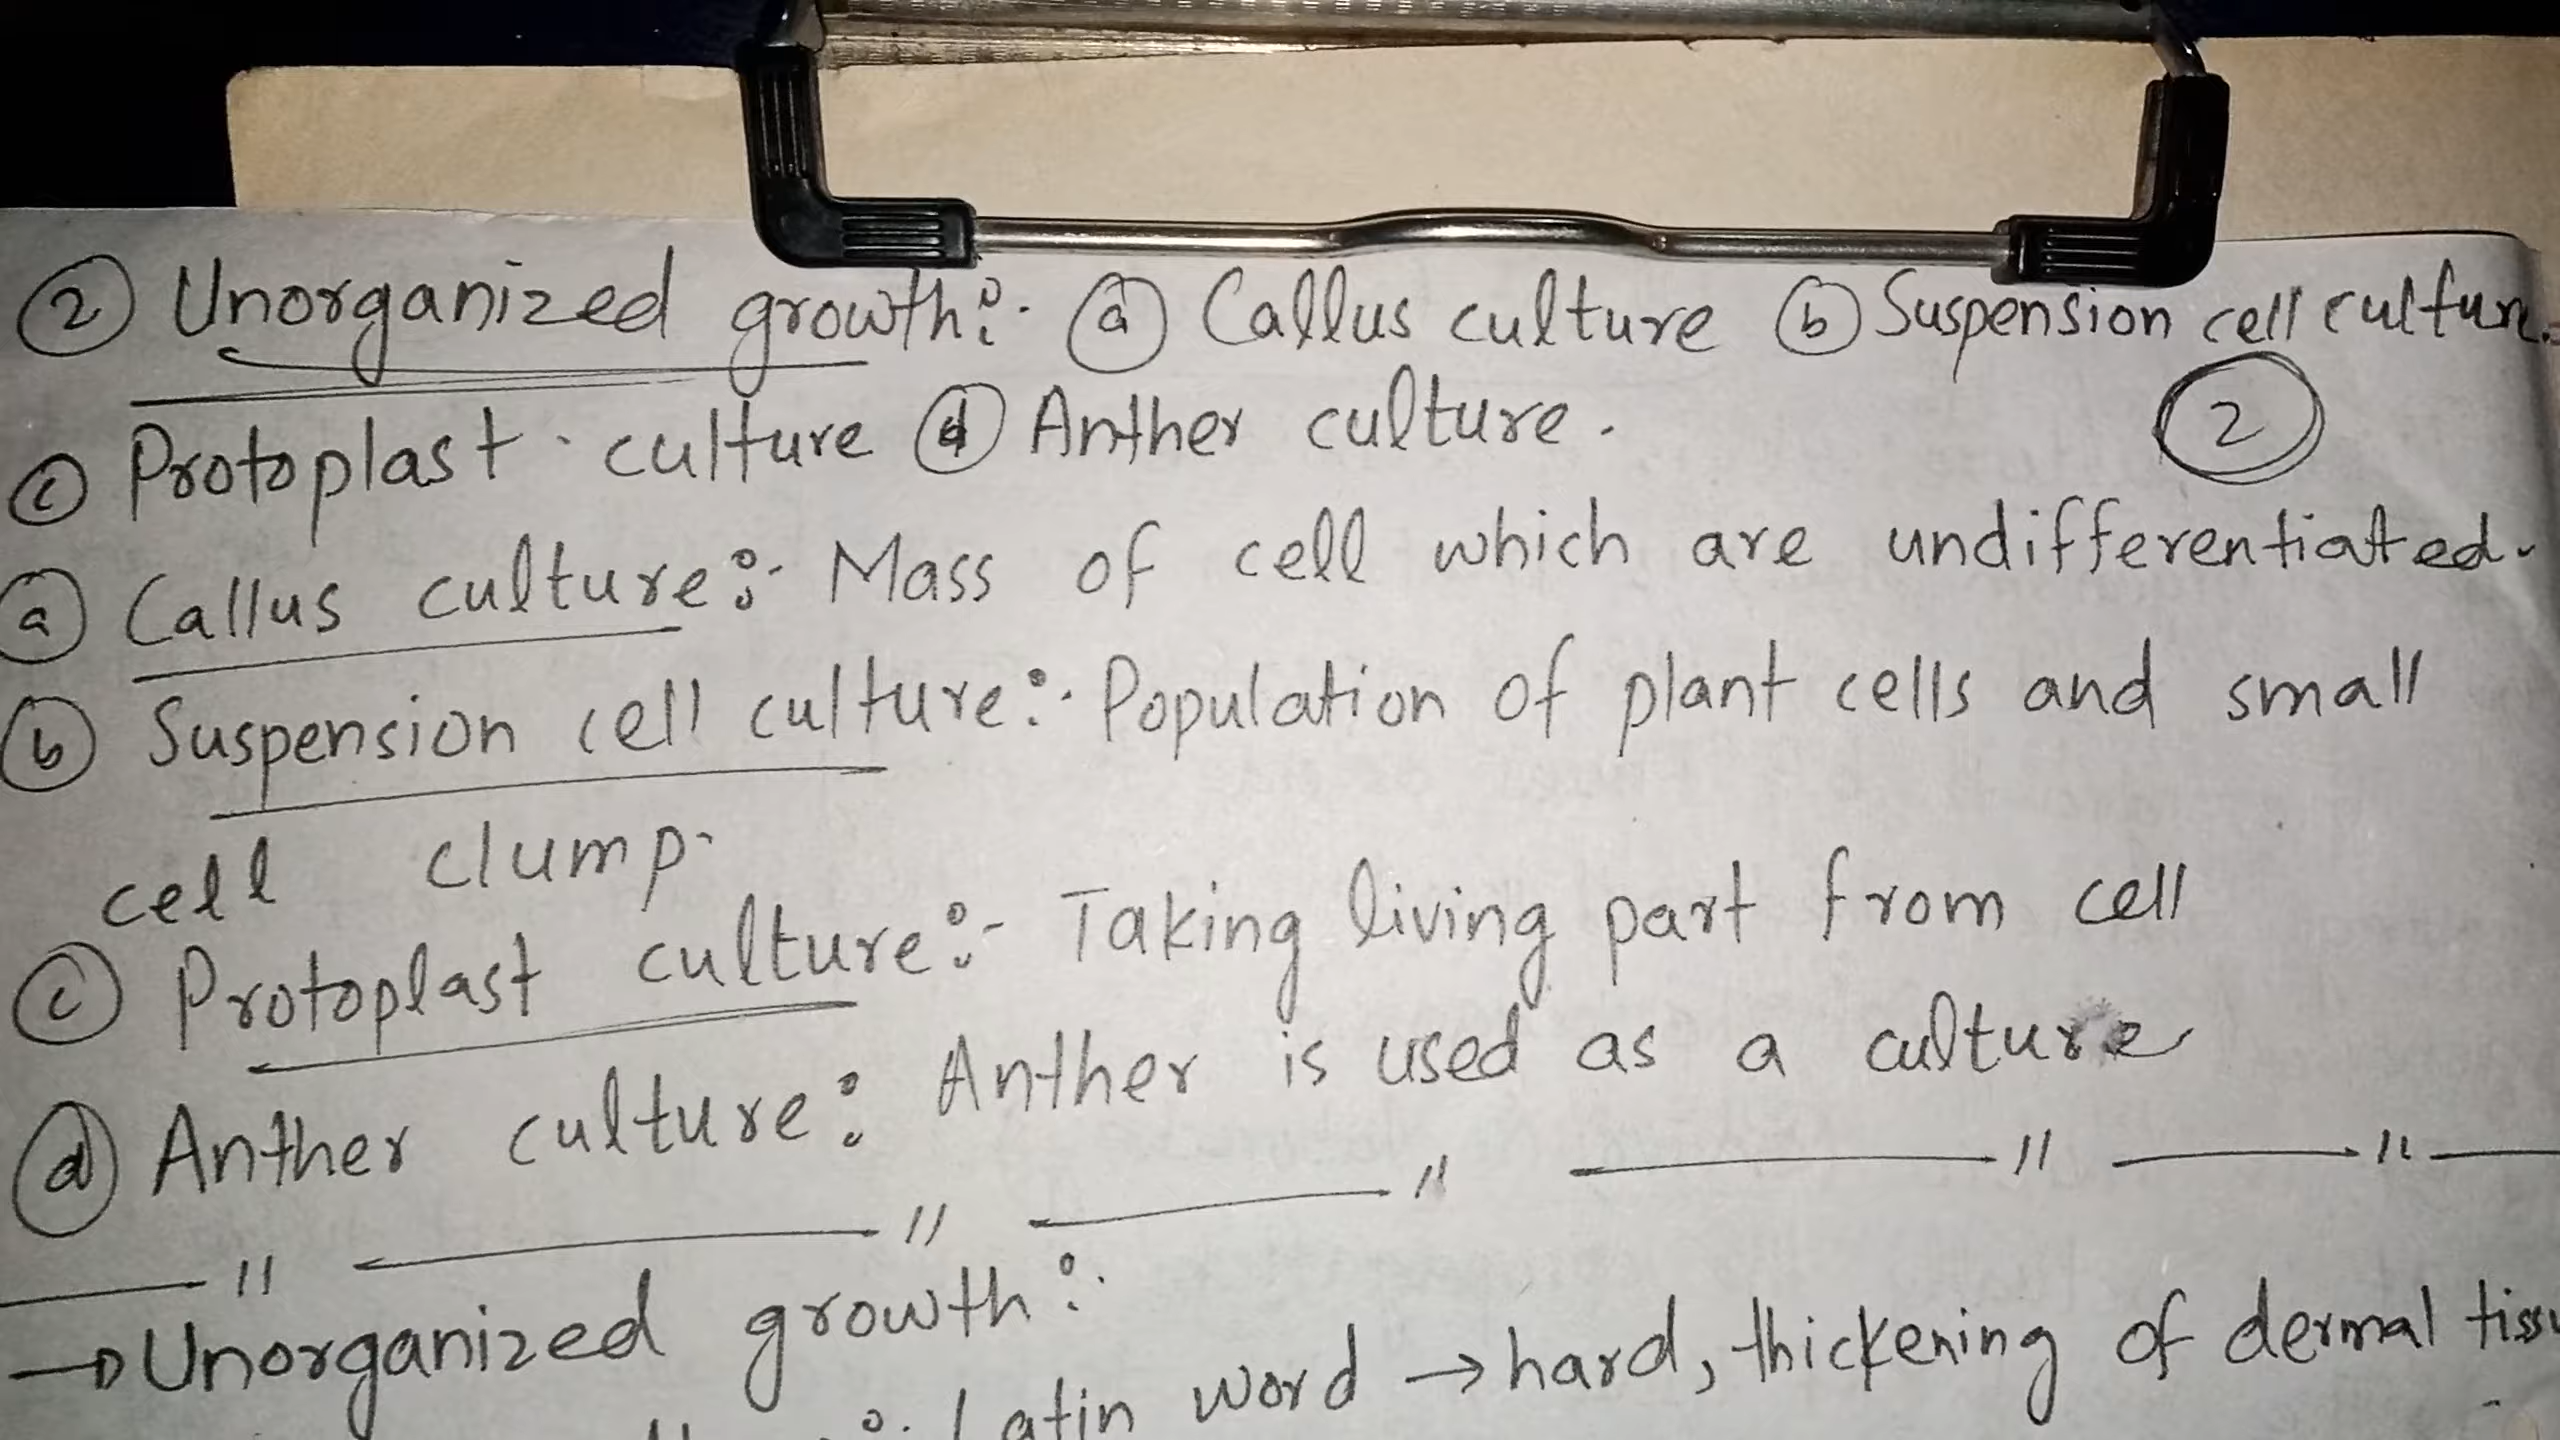 ② Unorganized growth:- ⓐ Callus culture ⓑ Suspension cell culture.
ⓒ Protoplast culture ⓓ Anther culture.
②
ⓐ Callus culture:- Mass of cell which are undifferentiated.
ⓑ Suspension cell culture:- Population of plant cells and small
cell clump.
ⓒ Protoplast culture:- Taking living part from cell
ⓓ Anther culture: Anther is used as a culture
—— 〃 —— 〃 —— 〃 —— 〃 —— 〃 ——
→ Unorganized growth:-
Latin word → hard, thickening of dermal